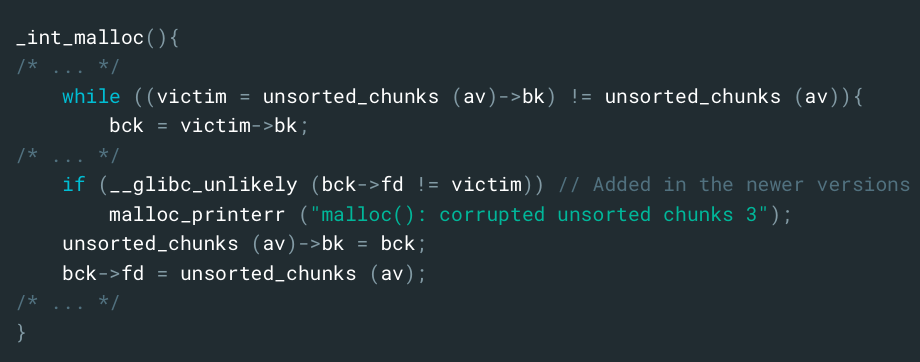 _int_malloc(){
/* ... */
    while ((victim = unsorted_chunks (av)->bk) != unsorted_chunks (av)){
        bck = victim->bk;
/* ... */
    if (__glibc_unlikely (bck->fd != victim)) // Added in the newer versions
        malloc_printerr ("malloc(): corrupted unsorted chunks 3");
    unsorted_chunks (av)->bk = bck;
    bck->fd = unsorted_chunks (av);
/* ... */
}